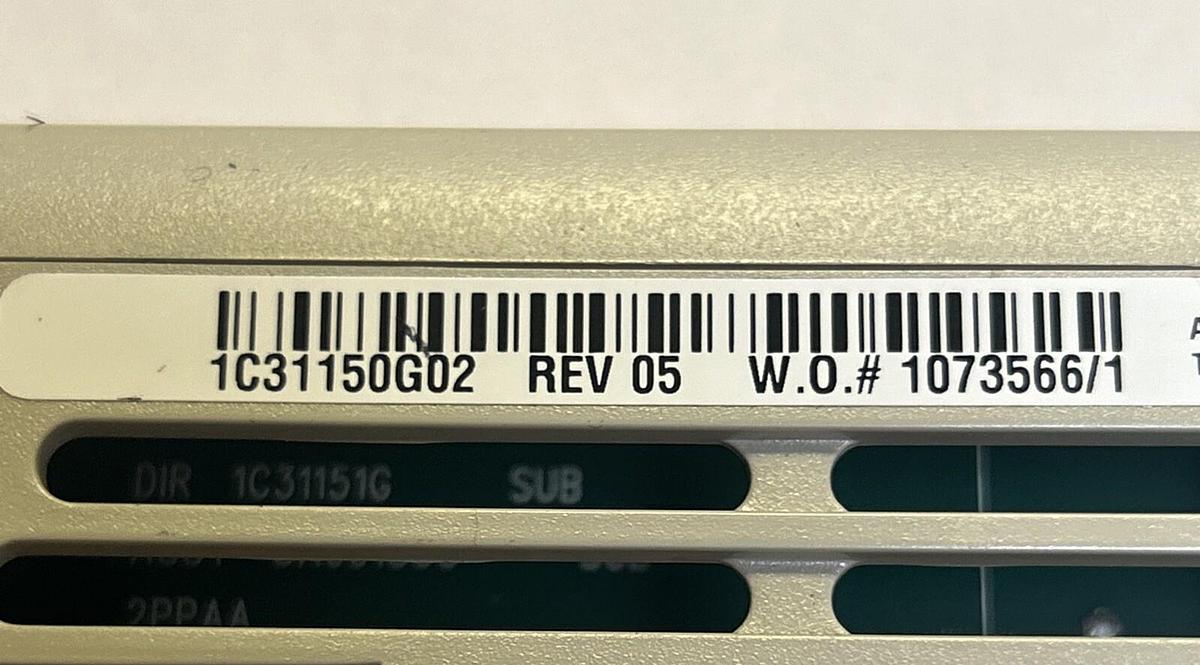 1C31150G02 REV 05 W.O.# 1073566/1
DIR 1C31151G SUB
2PPAA